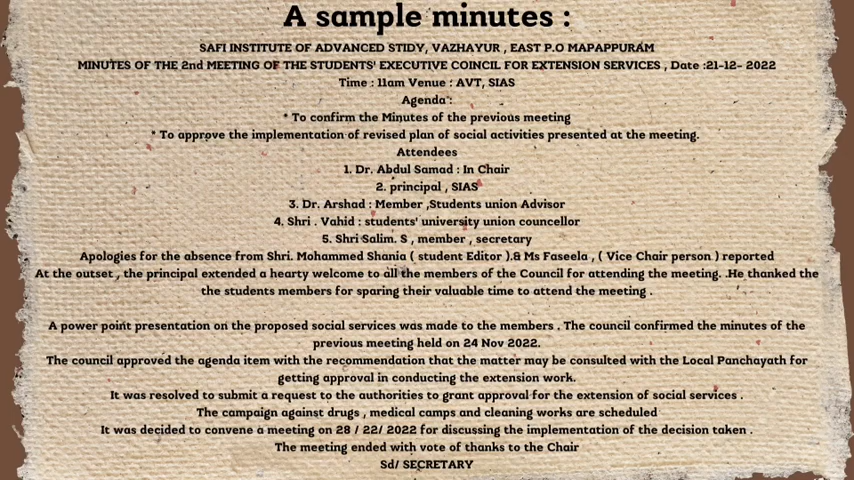 A sample minutes :
SAFI INSTITUTE OF ADVANCED STIDY, VAZHAYUR , EAST P.O MAPAPPURAM
MINUTES OF THE 2nd MEETING OF THE STUDENTS' EXECUTIVE COINCIL FOR EXTENSION SERVICES , Date :21-12- 2022
Time : 11am Venue : AVT, SIAS
Agenda :
* To confirm the Minutes of the previous meeting
* To approve the implementation of revised plan of social activities presented at the meeting.
Attendees
1. Dr. Abdul Samad : In Chair
2. principal , SIAS
3. Dr. Arshad : Member ,Students union Advisor
4. Shri . Vahid : students' university union councellor
5. Shri Salim. S , member , secretary
Apologies for the absence from Shri. Mohammed Shania ( student Editor ).& Ms Faseela , ( Vice Chair person ) reported
At the outset , the principal extended a hearty welcome to all the members of the Council for attending the meeting. .He thanked the
the students members for sparing their valuable time to attend the meeting .
A power point presentation on the proposed social services was made to the members . The council confirmed the minutes of the
previous meeting held on 24 Nov 2022.
The council approved the agenda item with the recommendation that the matter may be consulted with the Local Panchayath for
getting approval in conducting the extension work.
It was resolved to submit a request to the authorities to grant approval for the extension of social services .
The campaign against drugs , medical camps and cleaning works are scheduled
It was decided to convene a meeting on 28 / 22/ 2022 for discussing the implementation of the decision taken .
The meeting ended with vote of thanks to the Chair
Sd/ SECRETARY